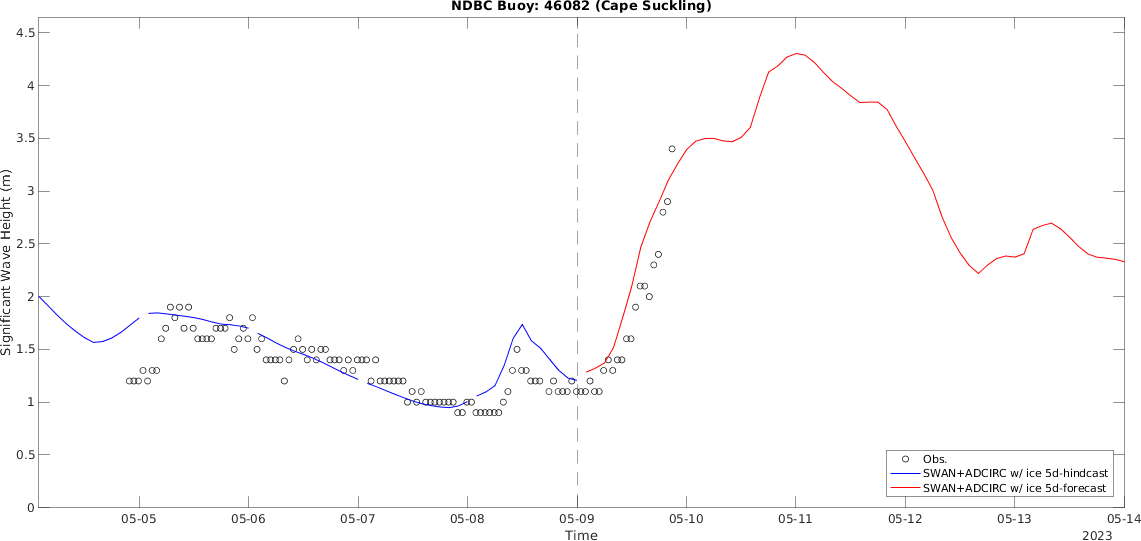 NDBC Buoy: 46082 (Cape Suckling)
4.5
4
3.5
3
2.5
2
1.5
1
0.5
0
Significant Wave Height (m)
Obs.
SWAN+ADCIRC w/ ice 5d-hindcast
SWAN+ADCIRC w/ ice 5d-forecast
05-05 05-06 05-07 05-08 05-09 05-10 05-11 05-12 05-13 05-14
Time 2023